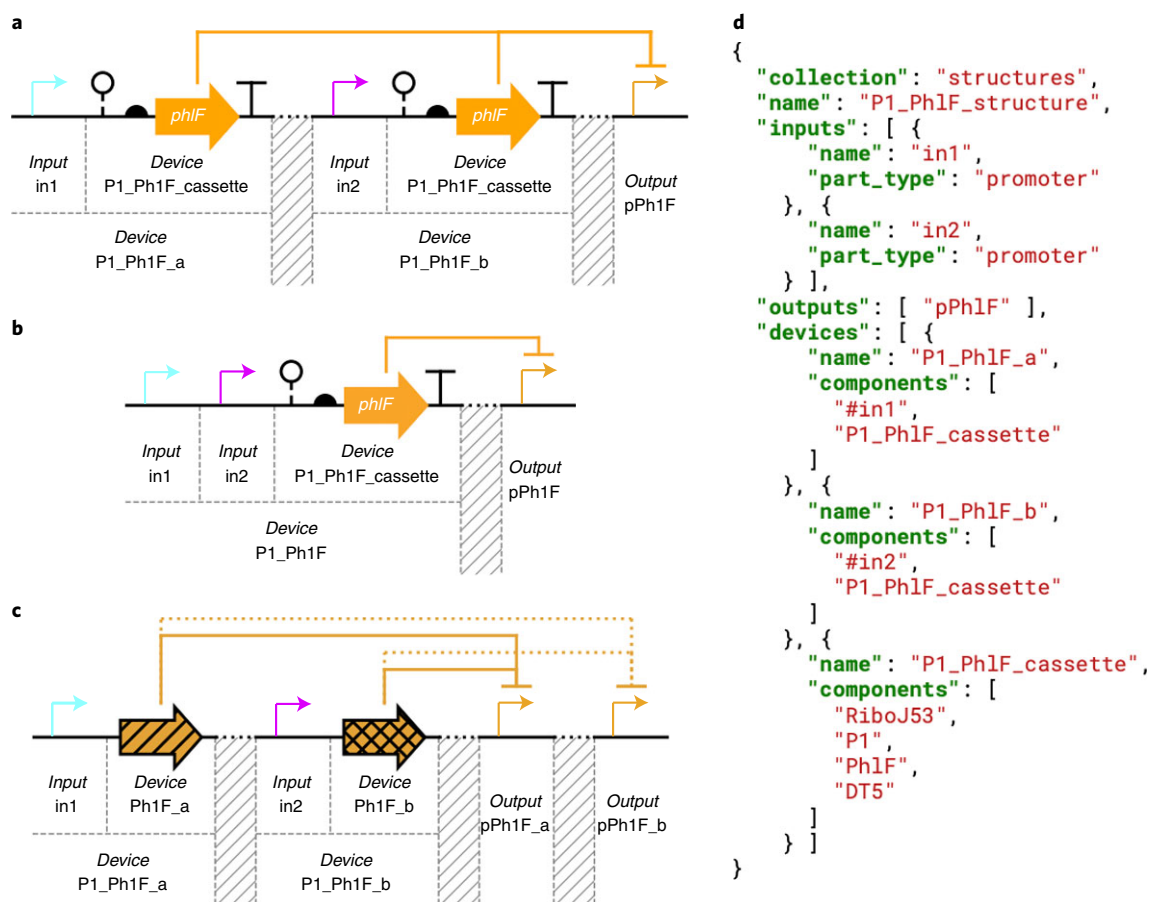 a
phlF
phlF
Input
in1
Device
P1_Ph1F_cassette
Input
in2
Device
P1_Ph1F_cassette
Output
pPh1F
Device
P1_Ph1F_a
Device
P1_Ph1F_b
b
phlF
Input
in1
Input
in2
Device
P1_Ph1F_cassette
Output
pPh1F
Device
P1_Ph1F
c
Input
in1
Device
Ph1F_a
Input
in2
Device
Ph1F_b
Output
pPh1F_a
Output
pPh1F_b
Device
P1_Ph1F_a
Device
P1_Ph1F_b
d
{
"collection": "structures",
"name": "P1_PhlF_structure",
"inputs": [ {
"name": "in1",
"part_type": "promoter"
}, {
"name": "in2",
"part_type": "promoter"
} ],
"outputs": [ "pPhlF" ],
"devices": [ {
"name": "P1_PhlF_a",
"components": [
"#in1",
"P1_PhlF_cassette"
]
}, {
"name": "P1_PhlF_b",
"components": [
"#in2",
"P1_PhlF_cassette"
]
}, {
"name": "P1_PhlF_cassette",
"components": [
"RiboJ53",
"P1",
"PhlF",
"DT5"
]
} ]
}